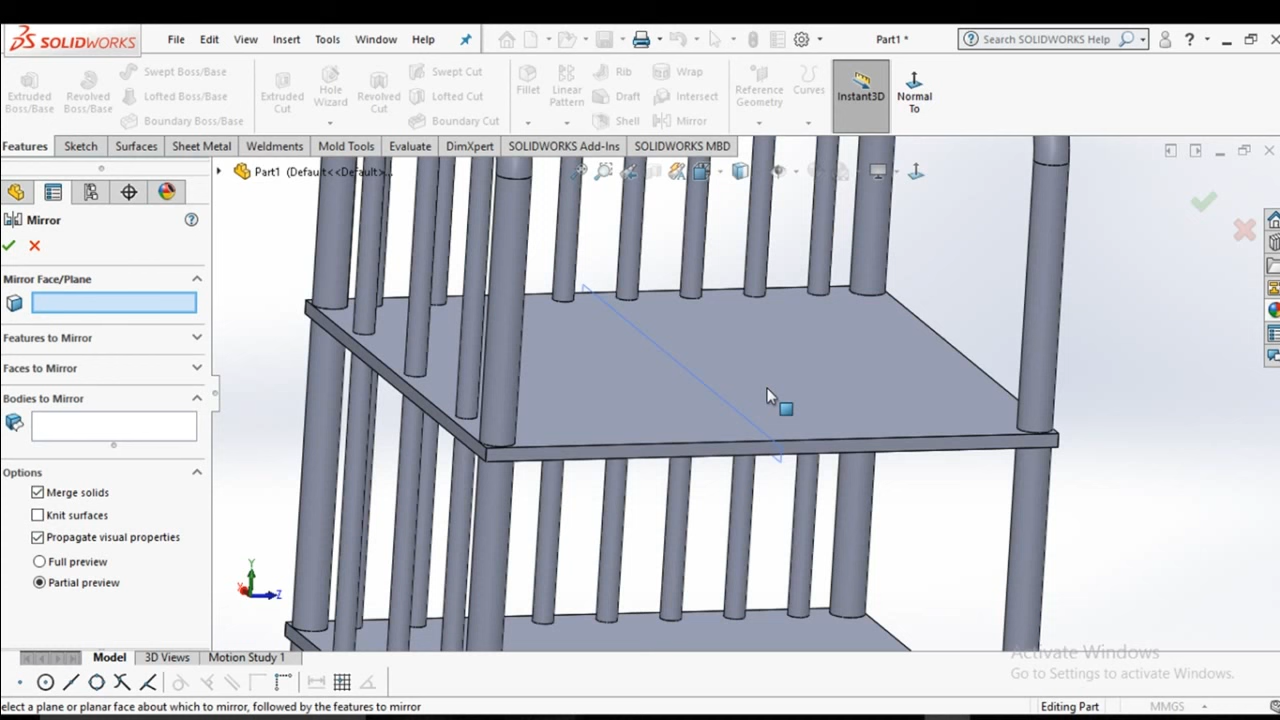 SOLIDWORKS File Edit View Insert Tools Window Help Part1 * Search SOLIDWORKS Help ?
Extruded Boss/Base
Revolved Boss/Base
Swept Boss/Base
Lofted Boss/Base
Boundary Boss/Base
Extruded Cut
Hole Wizard
Revolved Cut
Swept Cut
Lofted Cut
Boundary Cut
Fillet
Linear Pattern
Rib
Draft
Shell
Wrap
Intersect
Mirror
Reference Geometry
Curves
Instant3D
Normal To
Features Sketch Surfaces Sheet Metal Weldments Mold Tools Evaluate DimXpert SOLIDWORKS Add-Ins SOLIDWORKS MBD
Part1 (Default<<Default>...
Mirror
Mirror Face/Plane
Features to Mirror
Faces to Mirror
Bodies to Mirror
Options
Merge solids
Knit surfaces
Propagate visual properties
Full preview
Partial preview
Y
X Z
Activate Windows
Go to Settings to activate Windows.
Model 3D Views Motion Study 1
elect a plane or planar face about which to mirror, followed by the features to mirror Editing Part MMGS